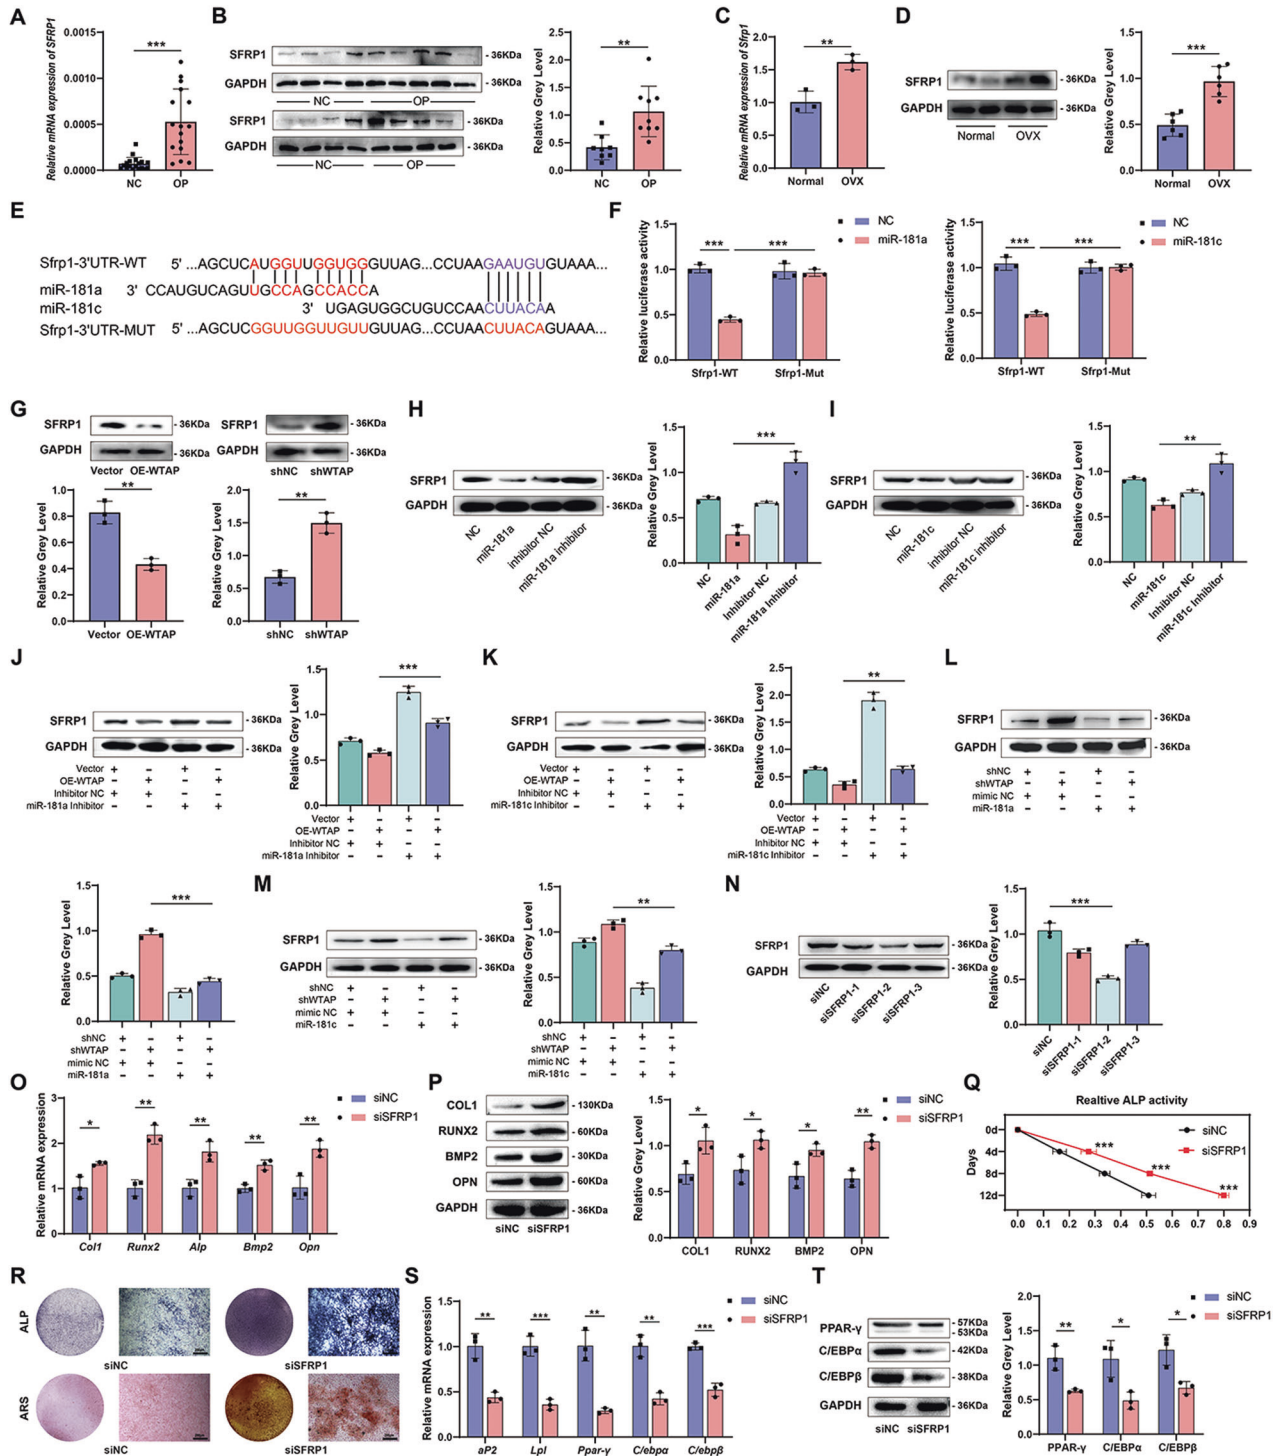 A
Relative mRNA expression of SFRP1
0.0015
0.0010
0.0005
0.0000
***
NC OP
B
SFRP1 - 36KDa
GAPDH - 36KDa
NC OP
SFRP1 - 36KDa
GAPDH - 36KDa
NC OP
Relative Grey Level
2.5
2.0
1.5
1.0
0.5
0.0
**
NC OP
C
Relative mRNA expression of Sfrp1
2.0
1.5
1.0
0.5
0.0
**
Normal OVX
D
SFRP1 - 36KDa
GAPDH - 36KDa
Normal OVX
Relative Grey Level
1.5
1.0
0.5
0.0
***
Normal OVX
E
Sfrp1-3'UTR-WT 5' ...AGCUCAUGGUUGGUGGGUUAG...CCUAAGAAUGUGUAAA...
miR-181a 3' CCAUGUCAGUUGCCAGCCACCA
miR-181c 3' UGAGUGGCUGUCCAACUUACAA
Sfrp1-3'UTR-MUT 5' ...AGCUCGGUUGGUUGUUGUUAG...CCUAACUUACAGUAAA...
F
Relative luciferase activity
1.5
1.0
0.5
0.0
*** ***
Sfrp1-WT Sfrp1-Mut
NC
miR-181a
Relative luciferase activity
1.5
1.0
0.5
0.0
*** ***
Sfrp1-WT Sfrp1-Mut
NC
miR-181c
G
SFRP1 - 36KDa
GAPDH - 36KDa
Vector OE-WTAP
SFRP1 - 36KDa
GAPDH - 36KDa
shNC shWTAP
Relative Grey Level
1.0
0.8
0.6
0.4
0.2
0.0
**
Vector OE-WTAP
Relative Grey Level
2.0
1.5
1.0
0.5
0.0
**
shNC shWTAP
H
SFRP1 - 36KDa
GAPDH - 36KDa
NC
miR-181a
inhibitor NC
miR-181a inhibitor
Relative Grey Level
1.5
1.0
0.5
0.0
***
NC
miR-181a
Inhibitor NC
miR-181a Inhibitor
I
SFRP1 - 36KDa
GAPDH - 36KDa
NC
miR-181c
inhibitor NC
miR-181c inhibitor
Relative Grey Level
1.5
1.0
0.5
0.0
**
NC
miR-181c
Inhibitor NC
miR-181c Inhibitor
J
SFRP1 - 36KDa
GAPDH - 36KDa
Vector + - + -
OE-WTAP - + - +
Inhibitor NC + + - -
miR-181a Inhibitor - - + +
Relative Grey Level
1.5
1.0
0.5
0.0
***
Vector + - + -
OE-WTAP - + - +
Inhibitor NC + + - -
miR-181a Inhibitor - - + +
K
SFRP1 - 36KDa
GAPDH - 36KDa
Vector + - + -
OE-WTAP - + - +
Inhibitor NC + + - -
miR-181c Inhibitor - - + +
Relative Grey Level
2.5
2.0
1.5
1.0
0.5
0.0
**
Vector + - + -
OE-WTAP - + - +
Inhibitor NC + + - -
miR-181c Inhibitor - - + +
L
SFRP1 - 36KDa
GAPDH - 36KDa
shNC + - + -
shWTAP - + - +
mimic NC + + - -
miR-181a - - + +
Relative Grey Level
1.5
1.0
0.5
0.0
***
shNC + - + -
shWTAP - + - +
mimic NC + + - -
miR-181a - - + +
M
SFRP1 - 36KDa
GAPDH - 36KDa
shNC + - + -
shWTAP - + - +
mimic NC + + - -
miR-181c - - + +
Relative Grey Level
1.5
1.0
0.5
0.0
**
shNC + - + -
shWTAP - + - +
mimic NC + + - -
miR-181c - - + +
N
SFRP1 - 36KDa
GAPDH - 36KDa
siNC
siSFRP1-1
siSFRP1-2
siSFRP1-3
Relative Grey Level
1.5
1.0
0.5
0.0
***
siNC
siSFRP1-1
siSFRP1-2
siSFRP1-3
O
Relative mRNA expression
3
2
1
0
* ** ** ** **
Col1 Runx2 Alp Bmp2 Opn
siNC
siSFRP1
P
COL1 - 130KDa
RUNX2 - 60KDa
BMP2 - 30KDa
OPN - 60KDa
GAPDH - 36KDa
siNC siSFRP1
Relative Grey Level
1.5
1.0
0.5
0.0
* * * **
COL1 RUNX2 BMP2 OPN
siNC
siSFRP1
Q
Realtive ALP activity
Days
0d
4d
8d
12d
*** *** ***
siNC
siSFRP1
0.0 0.1 0.2 0.3 0.4 0.5 0.6 0.7 0.8 0.9
R
ALP
siNC siSFRP1
ARS
siNC siSFRP1
S
Relative mRNA expression
1.5
1.0
0.5
0.0
** *** ** ** ***
aP2 Lpl Ppar-γ C/ebpα C/ebpβ
siNC
siSFRP1
T
PPAR-γ - 57KDa
- 53KDa
C/EBPα - 42KDa
C/EBPβ - 38KDa
GAPDH - 36KDa
siNC siSFRP1
Relative Grey Level
2.0
1.5
1.0
0.5
0.0
** * *
PPAR-γ C/EBPα C/EBPβ
siNC
siSFRP1